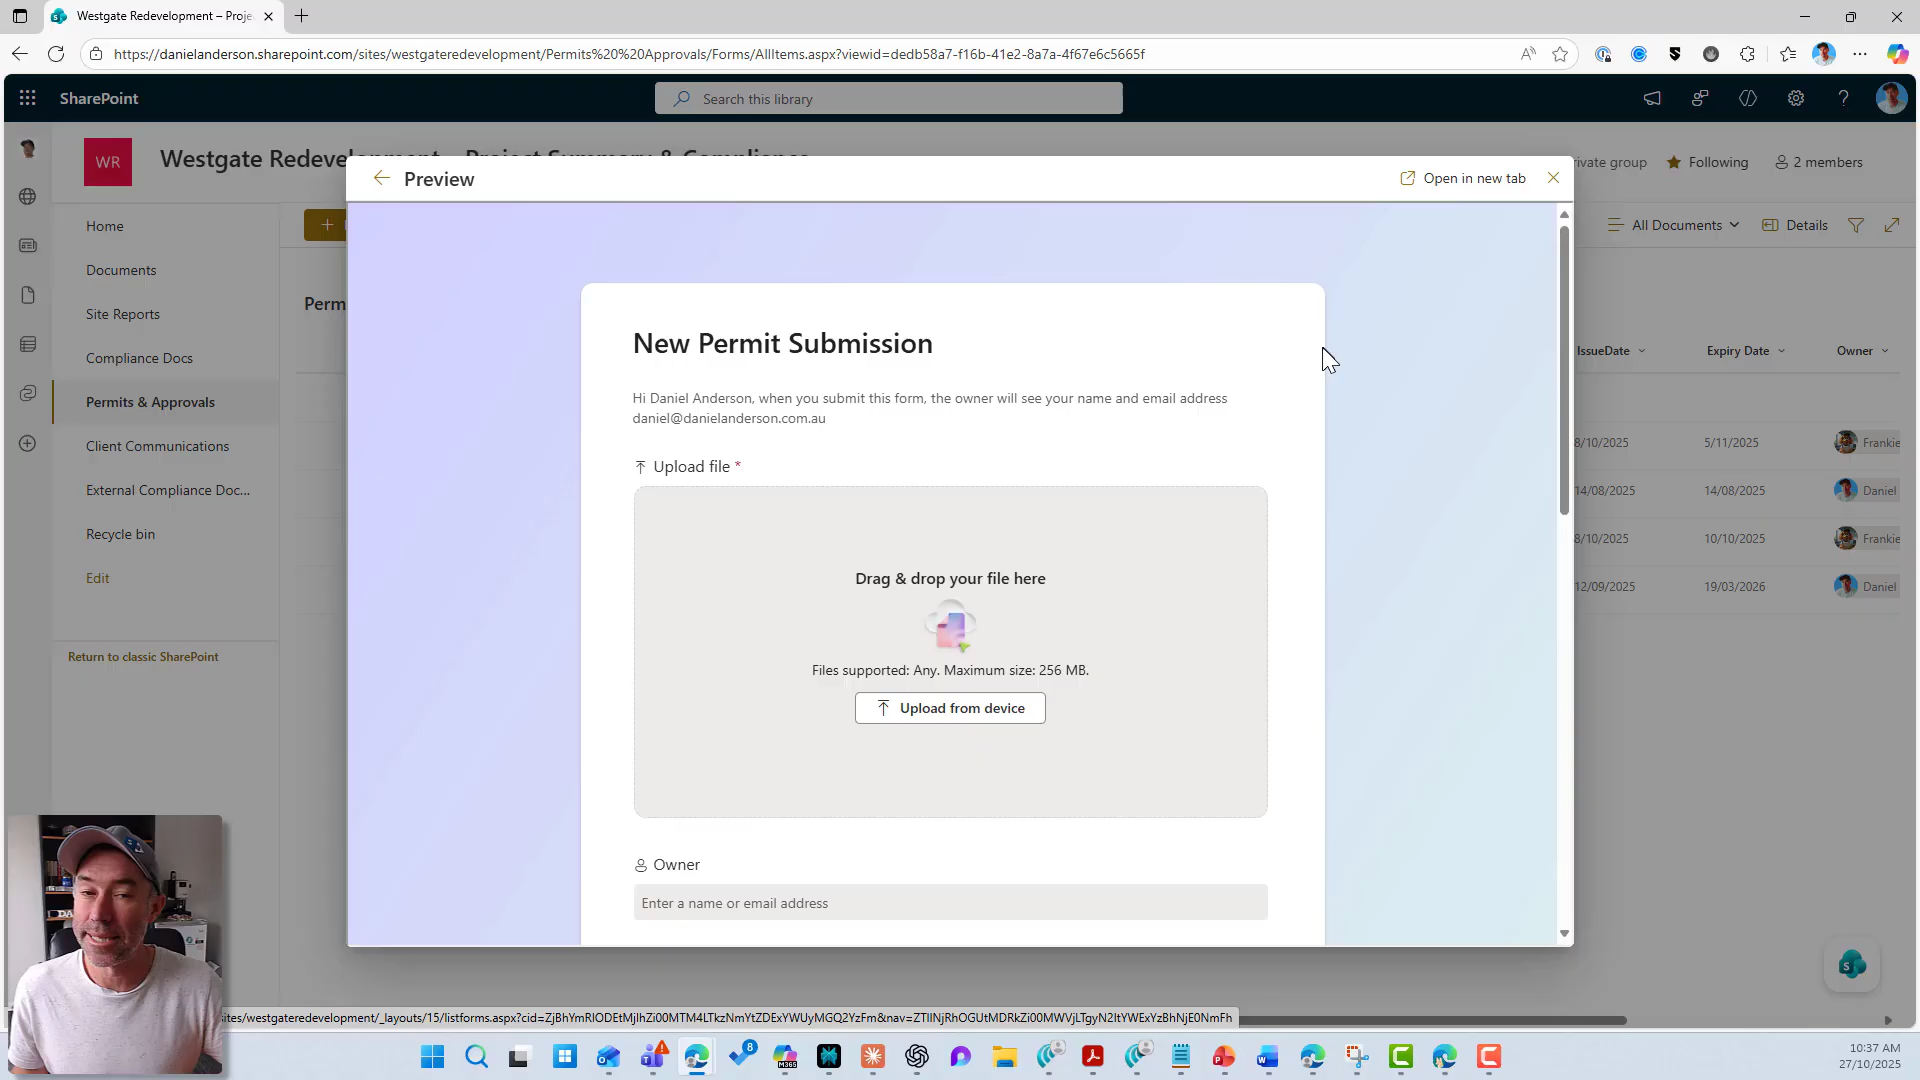 Westgate Redevelopment – Proje
https://danielanderson.sharepoint.com/sites/westgateredevelopment/Permits%20%20Approvals/Forms/AllItems.aspx?viewid=dedb58a7-f16b-41e2-8a7a-4f67e6c5665f
SharePoint
Search this library
WR
Westgate Redevelopment – Project Summary & Compliance
rivate group
Following
2 members
Preview
Open in new tab
Home
Documents
Site Reports
Compliance Docs
Permits & Approvals
Client Communications
External Compliance Doc...
Recycle bin
Edit
Return to classic SharePoint
All Documents
Details
Perm
IssueDate
Expiry Date
Owner
8/10/2025
5/11/2025
Frankie
14/08/2025
14/08/2025
Daniel
8/10/2025
10/10/2025
Frankie
12/09/2025
19/03/2026
Daniel
New Permit Submission
Hi Daniel Anderson, when you submit this form, the owner will see your name and email address
daniel@danielanderson.com.au
Upload file *
Drag & drop your file here
Files supported: Any. Maximum size: 256 MB.
Upload from device
Owner
Enter a name or email address
8
M365
10:37 AM
27/10/2025